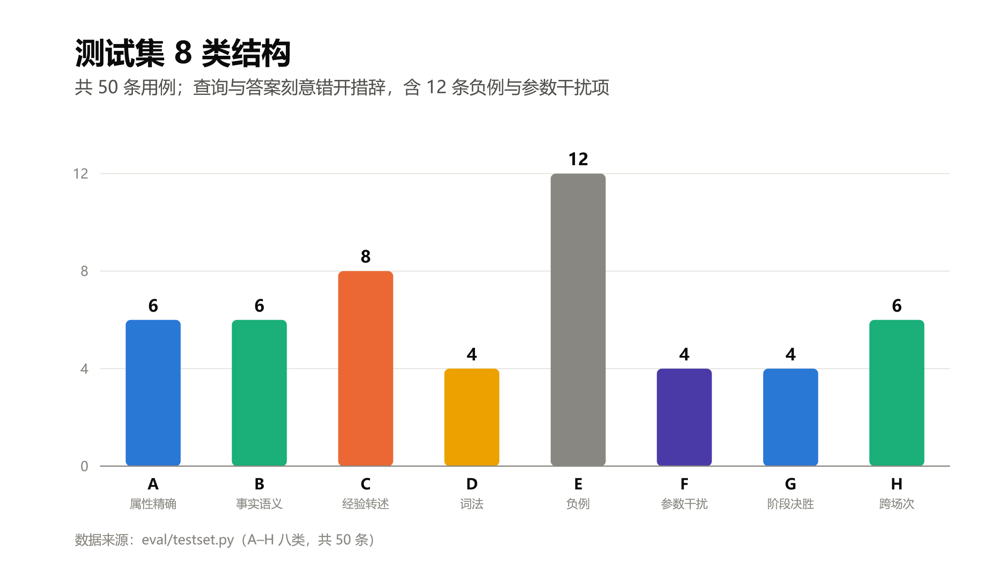 测试集 8 类结构
共 50 条用例；查询与答案刻意错开措辞，含 12 条负例与参数干扰项
12
8
4
0
6
6
8
4
12
4
4
6
A
B
C
D
E
F
G
H
属性精确
事实语义
经验转述
词法
负例
参数干扰
阶段决胜
跨场次
数据来源：eval/testset.py（A–H 八类，共 50 条）